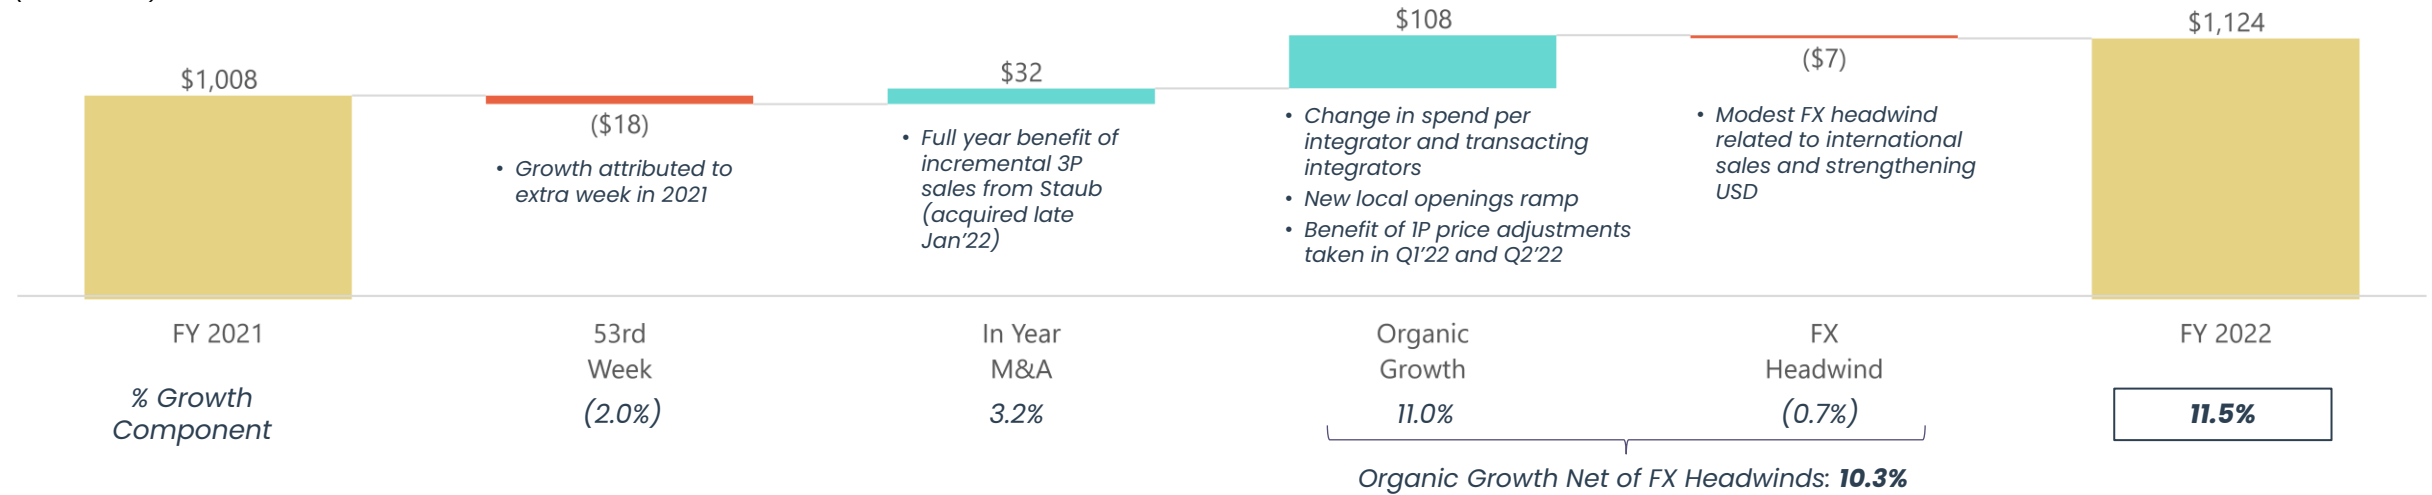 $1,008
($18)
• Growth attributed to
extra week in 2021
$32
• Full year benefit of
incremental 3P
sales from Staub
(acquired late
Jan'22)
$108
• Change in spend per
integrator and transacting
integrators
• New local openings ramp
• Benefit of 1P price adjustments
taken in Q1'22 and Q2'22
($7)
• Modest FX headwind
related to international
sales and strengthening
USD
$1,124
FY 2021
53rd
Week
In Year
M&A
Organic
Growth
FX
Headwind
FY 2022
% Growth
Component
(2.0%)
3.2%
11.0%
(0.7%)
11.5%
Organic Growth Net of FX Headwinds: 10.3%